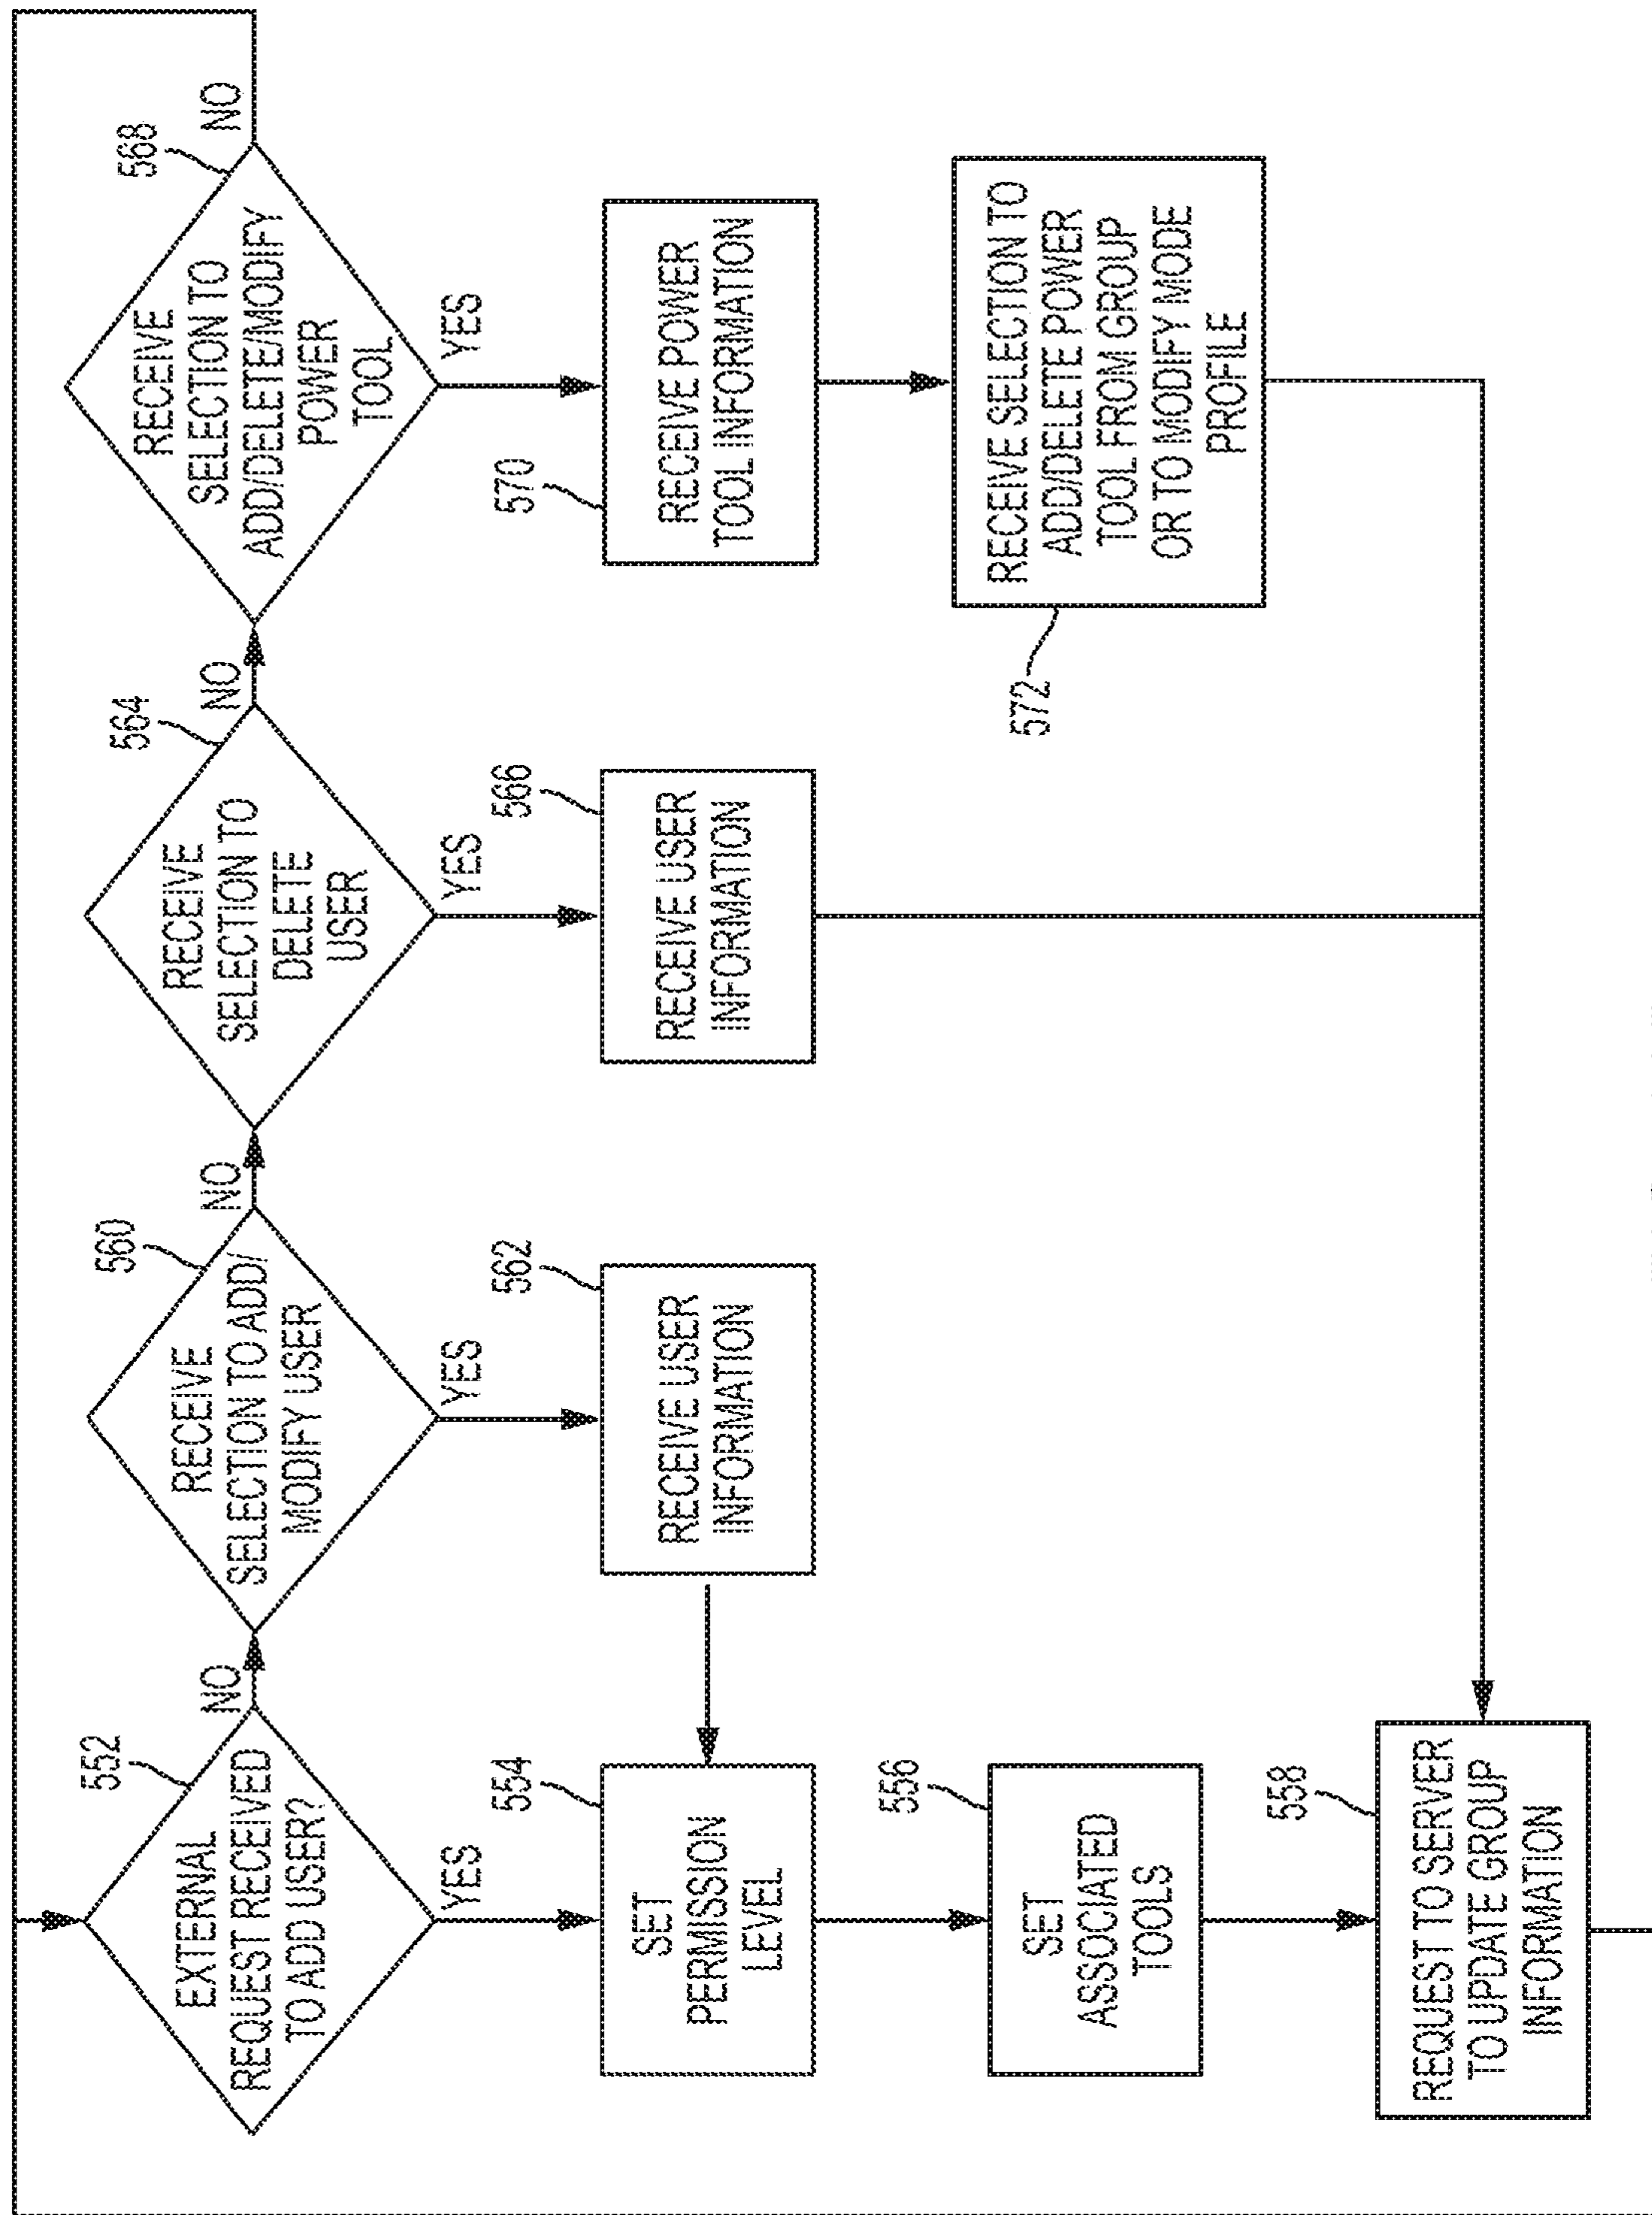 552
EXTERNAL
REQUEST RECEIVED
TO ADD USER?
NO
YES
560
RECEIVE
SELECTION TO ADD/
MODIFY USER
NO
YES
564
RECEIVE
SELECTION TO
DELETE
USER
NO
YES
568
RECEIVE
SELECTION TO
ADD/DELETE/MODIFY
POWER
TOOL
NO
YES
554
SET
PERMISSION
LEVEL
562
RECEIVE USER
INFORMATION
566
RECEIVE USER
INFORMATION
570
RECEIVE POWER
TOOL INFORMATION
556
SET
ASSOCIATED
TOOLS
572
RECEIVE SELECTION TO
ADD/DELETE POWER
TOOL FROM GROUP
OR TO MODIFY MODE
PROFILE
558
REQUEST TO SERVER
TO UPDATE GROUP
INFORMATION